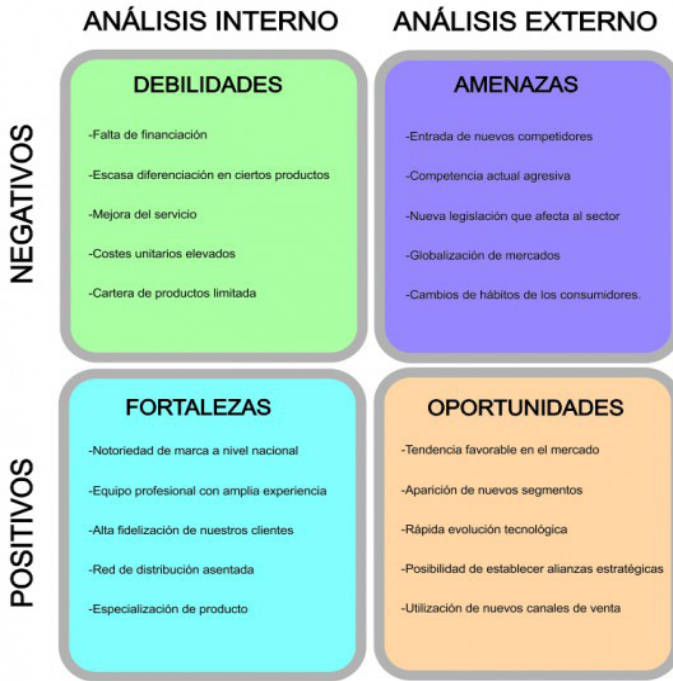 ANÁLISIS INTERNO
ANÁLISIS EXTERNO
NEGATIVOS
DEBILIDADES
-Falta de financiación
-Escasa diferenciación en ciertos productos
-Mejora del servicio
-Costes unitarios elevados
-Cartera de productos limitada
AMENAZAS
-Entrada de nuevos competidores
-Competencia actual agresiva
-Nueva legislación que afecta al sector
-Globalización de mercados
-Cambios de hábitos de los consumidores.
POSITIVOS
FORTALEZAS
-Notoriedad de marca a nivel nacional
-Equipo profesional con amplia experiencia
-Alta fidelización de nuestros clientes
-Red de distribución asentada
-Especialización de producto
OPORTUNIDADES
-Tendencia favorable en el mercado
-Aparición de nuevos segmentos
-Rápida evolución tecnológica
-Posibilidad de establecer alianzas estratégicas
-Utilización de nuevos canales de venta